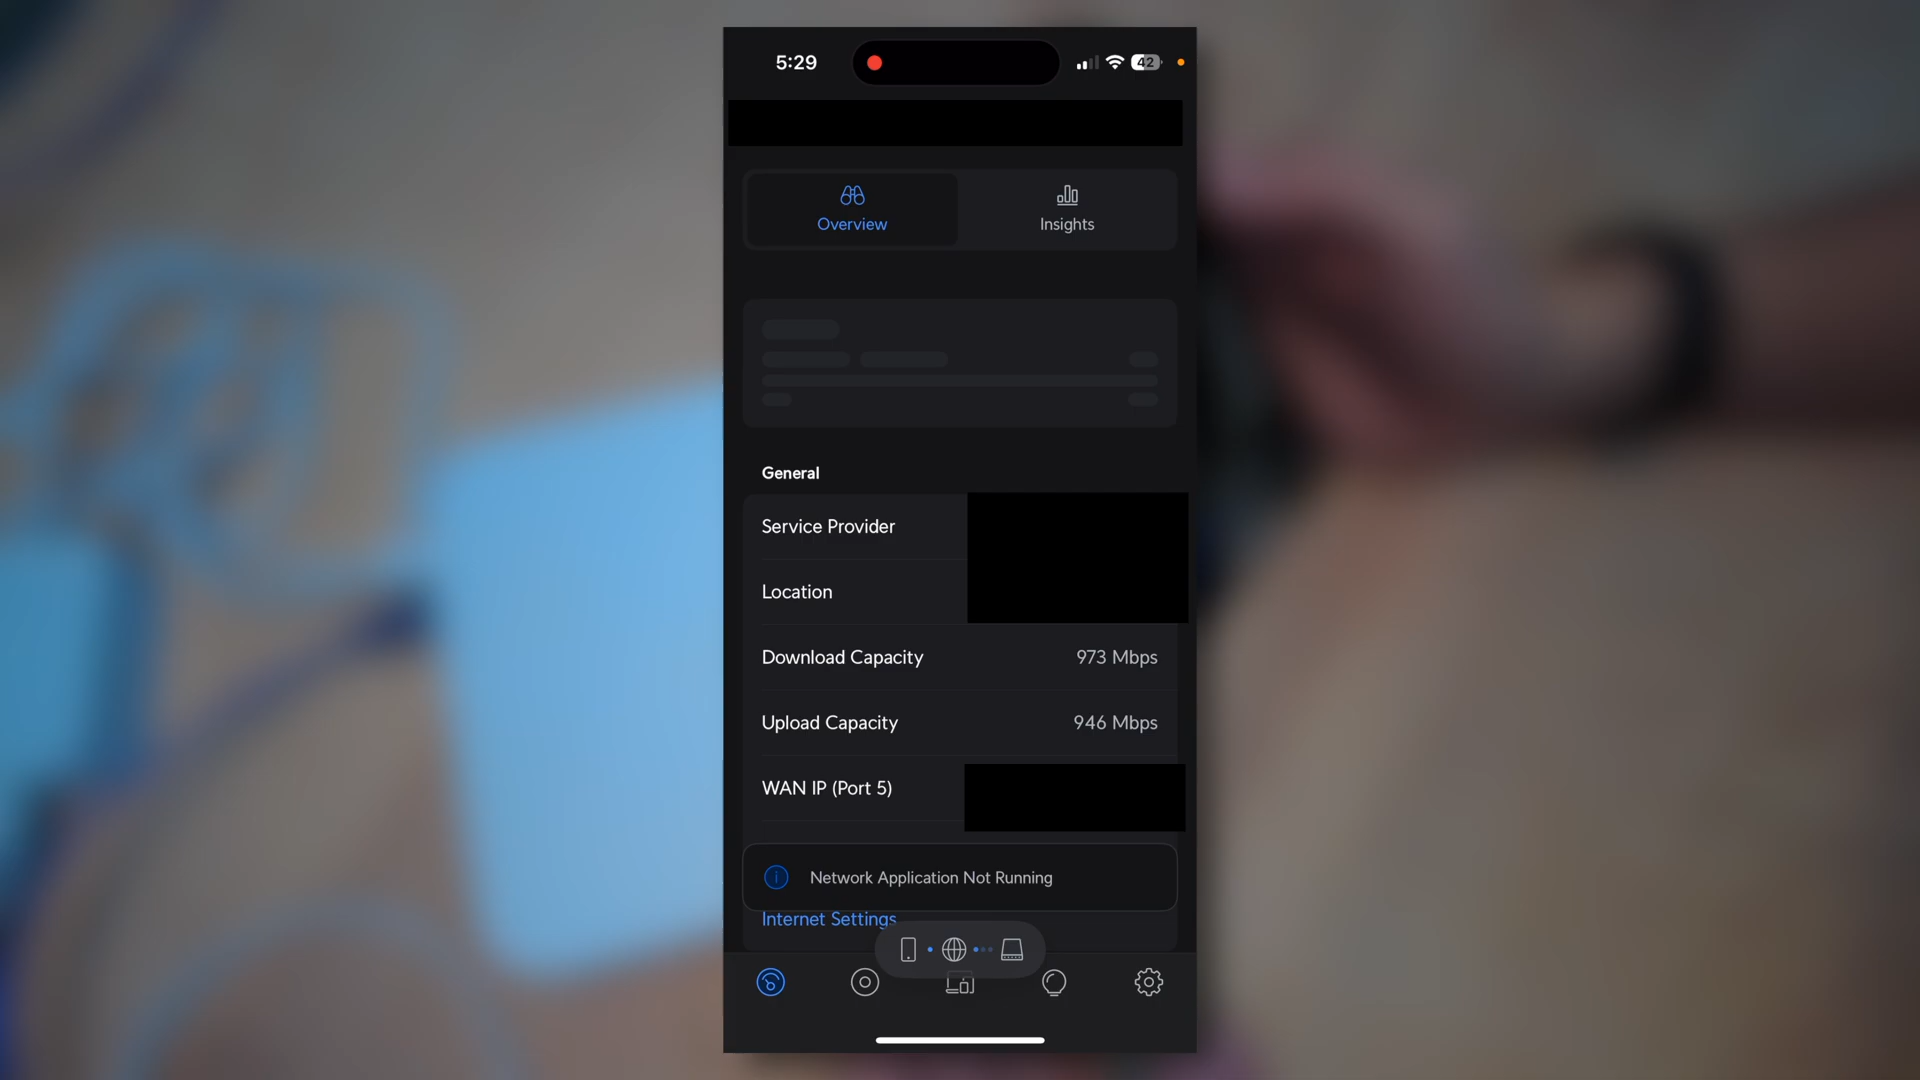 5:29
42
Overview
Insights
General
Service Provider
Location
Download Capacity 973 Mbps
Upload Capacity 946 Mbps
WAN IP (Port 5)
Network Application Not Running
Internet Settings